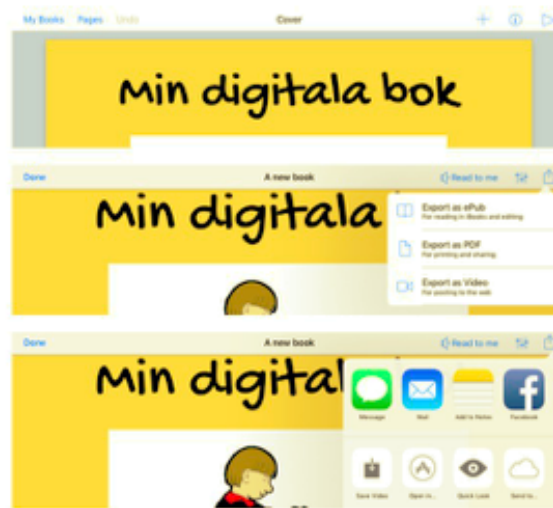 My Books Pages Undo Cover
Min digitala bok
Done A new book Read to me
Min digitala
Export as ePub
For reading in iBooks and editing.
Export as PDF
For printing and sharing.
Export as Video
For posting to the web.
Done A new book Read to me
Min digital
Message Mail Add to Notes Facebook
Save Video Open in... Quick Look Send to...